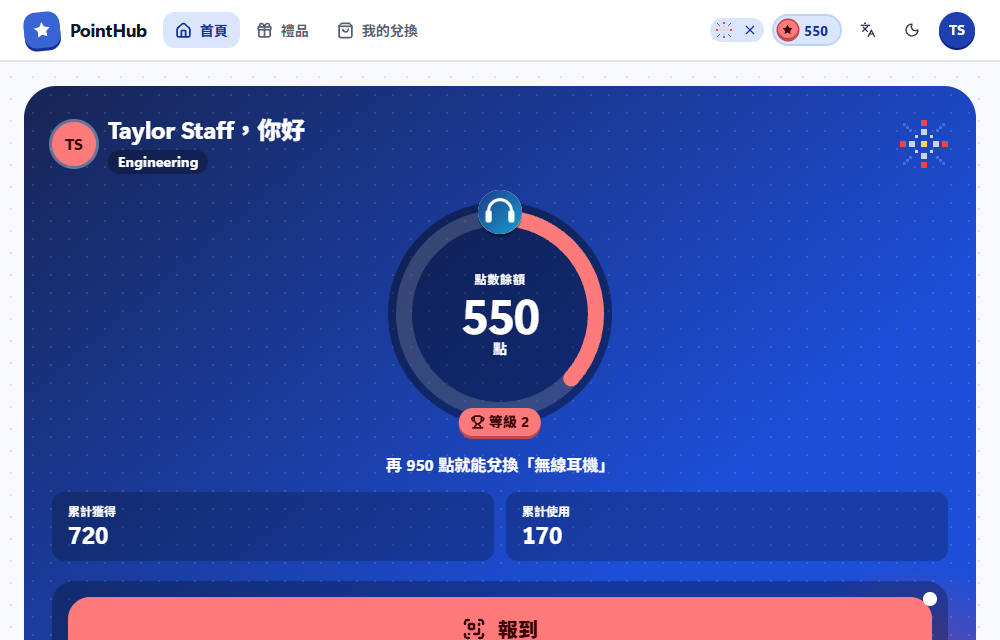 PointHub
首頁
禮品
我的兌換
550
TS
TS
Taylor Staff，你好
Engineering
點數餘額
550
點
等級 2
再 950 點就能兌換「無線耳機」
累計獲得
720
累計使用
170
報到